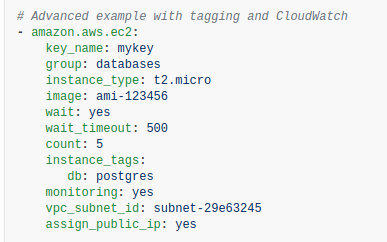 # Advanced example with tagging and CloudWatch
- amazon.aws.ec2:
    key_name: mykey
    group: databases
    instance_type: t2.micro
    image: ami-123456
    wait: yes
    wait_timeout: 500
    count: 5
    instance_tags:
       db: postgres
    monitoring: yes
    vpc_subnet_id: subnet-29e63245
    assign_public_ip: yes